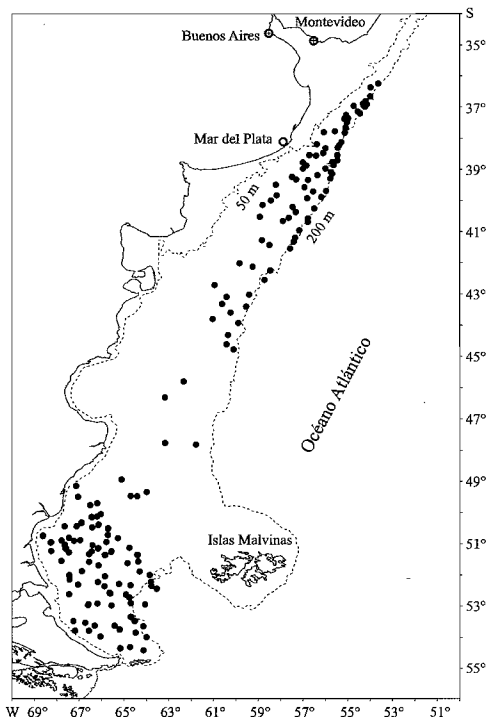 S
Montevideo
Buenos Aires
35°
37°
Mar del Plata
39°
50 m
200 m
41°
43°
45°
Océano Atlántico
47°
49°
Islas Malvinas
51°
53°
55°
W 69° 67° 65° 63° 61° 59° 57° 55° 53° 51°